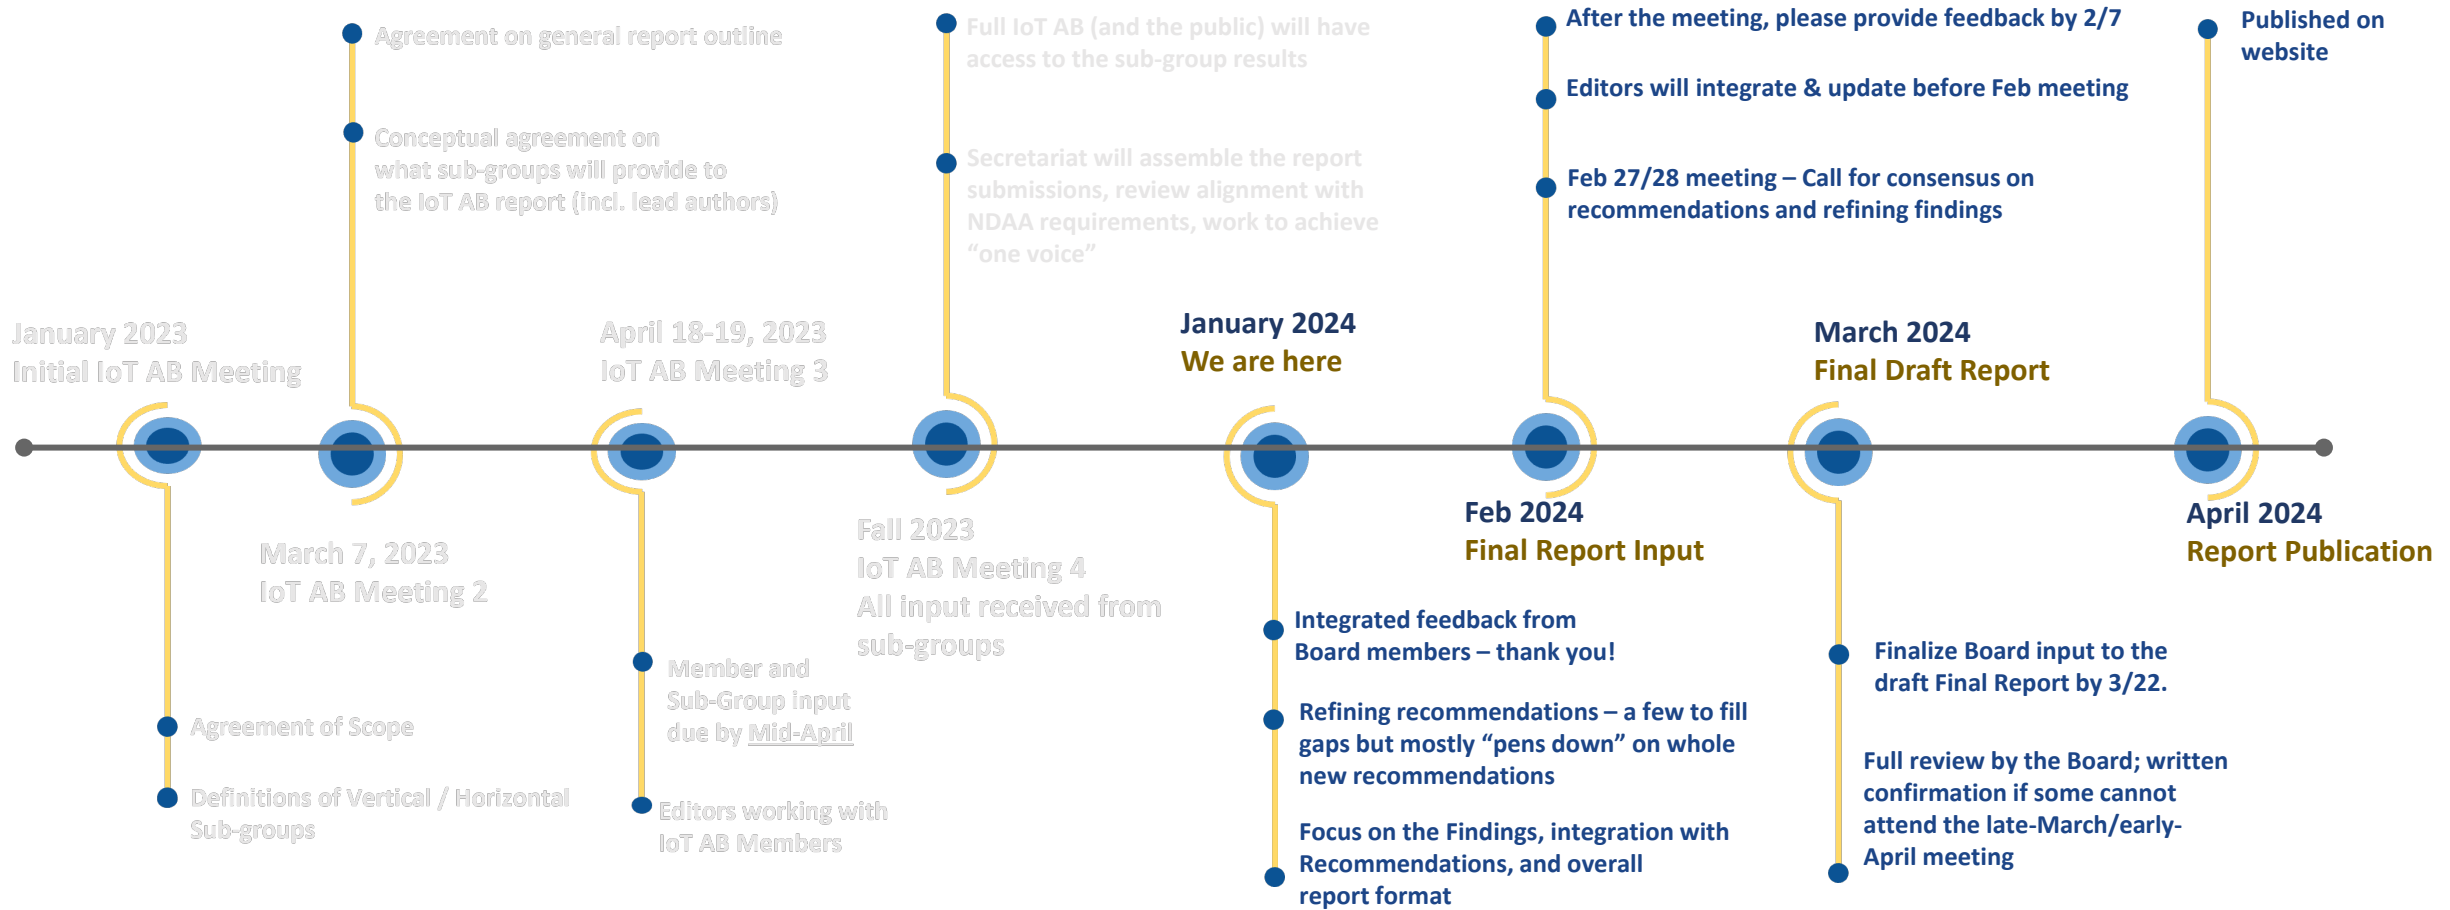 January 2023
Initial IoT AB Meeting
Agreement of Scope
Definitions of Vertical / Horizontal
Sub-groups
Agreement on general report outline
Conceptual agreement on
what sub-groups will provide to
the IoT AB report (incl. lead authors)
March 7, 2023
IoT AB Meeting 2
April 18-19, 2023
IoT AB Meeting 3
Member and
Sub-Group input
due by Mid-April
Editors working with
IoT AB Members
Full IoT AB (and the public) will have
access to the sub-group results
Secretariat will assemble the report
submissions, review alignment with
NDAA requirements, work to achieve
“one voice”
Fall 2023
IoT AB Meeting 4
All input received from
sub-groups
January 2024
We are here
Integrated feedback from
Board members – thank you!
Refining recommendations – a few to fill
gaps but mostly “pens down” on whole
new recommendations
Focus on the Findings, integration with
Recommendations, and overall
report format
After the meeting, please provide feedback by 2/7
Editors will integrate & update before Feb meeting
Feb 27/28 meeting – Call for consensus on
recommendations and refining findings
Feb 2024
Final Report Input
March 2024
Final Draft Report
Finalize Board input to the
draft Final Report by 3/22.
Full review by the Board; written
confirmation if some cannot
attend the late-March/early-
April meeting
Published on
website
April 2024
Report Publication